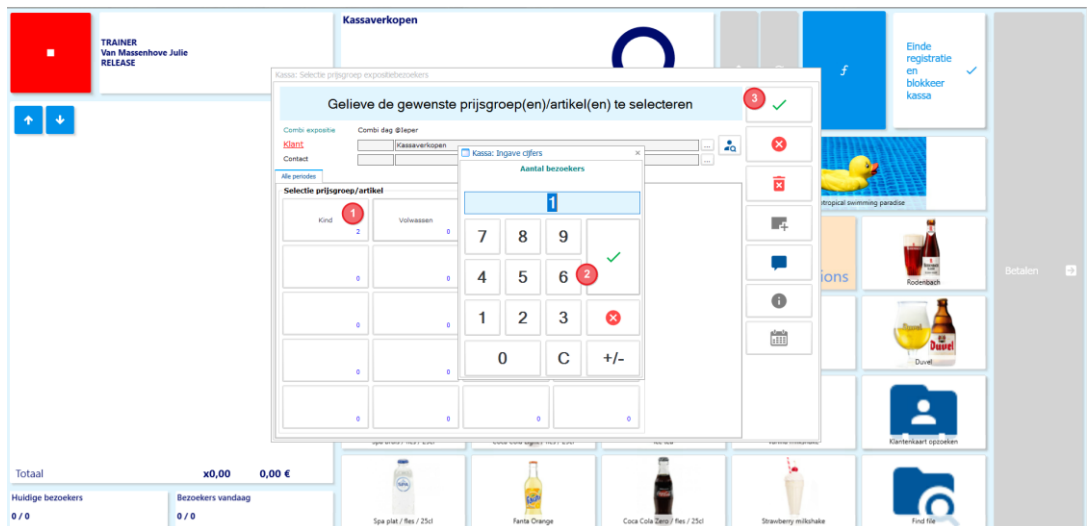 Kassaverkopen
TRAINER
Van Massenhove Julie
RELEASE
Einde
registratie
en
blokkeer
kassa
Kassa: Selectie prijsgroep expositiebezoekers
Gelieve de gewenste prijsgroep(en)/artikel(en) te selecteren
3
Combi expositie
Combi dag @Ieper
Klant
Kassaverkopen
...
Contact
...
Alle periodes
Selectie prijsgroep/artikel
Kind
1
2
Volwassen
0
0
0
0
0
0
0
0
0
0
0
Kassa: Ingave cijfers
Aantal bezoekers
1
7
8
9
4
5
6
2
1
2
3
0
C
+/-
tropical swimming paradise
ions
Rodenbach
Duvel
Klantenkaart opzoeken
Betalen
Totaal
x0,00
0,00 €
Huidige bezoekers
0 / 0
Bezoekers vandaag
0 / 0
Spa plat / fles / 25cl
Fanta Orange
Coca Cola Zero / fles / 25cl
Strawberry milkshake
Find file